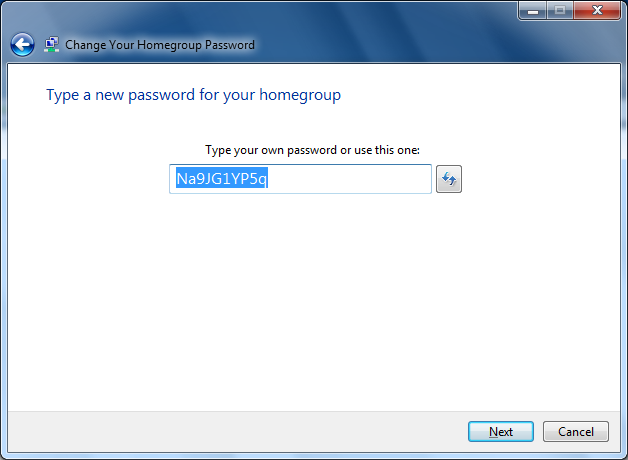 Change Your Homegroup Password
Type a new password for your homegroup
Type your own password or use this one:
Na9JG1YP5q
Next
Cancel